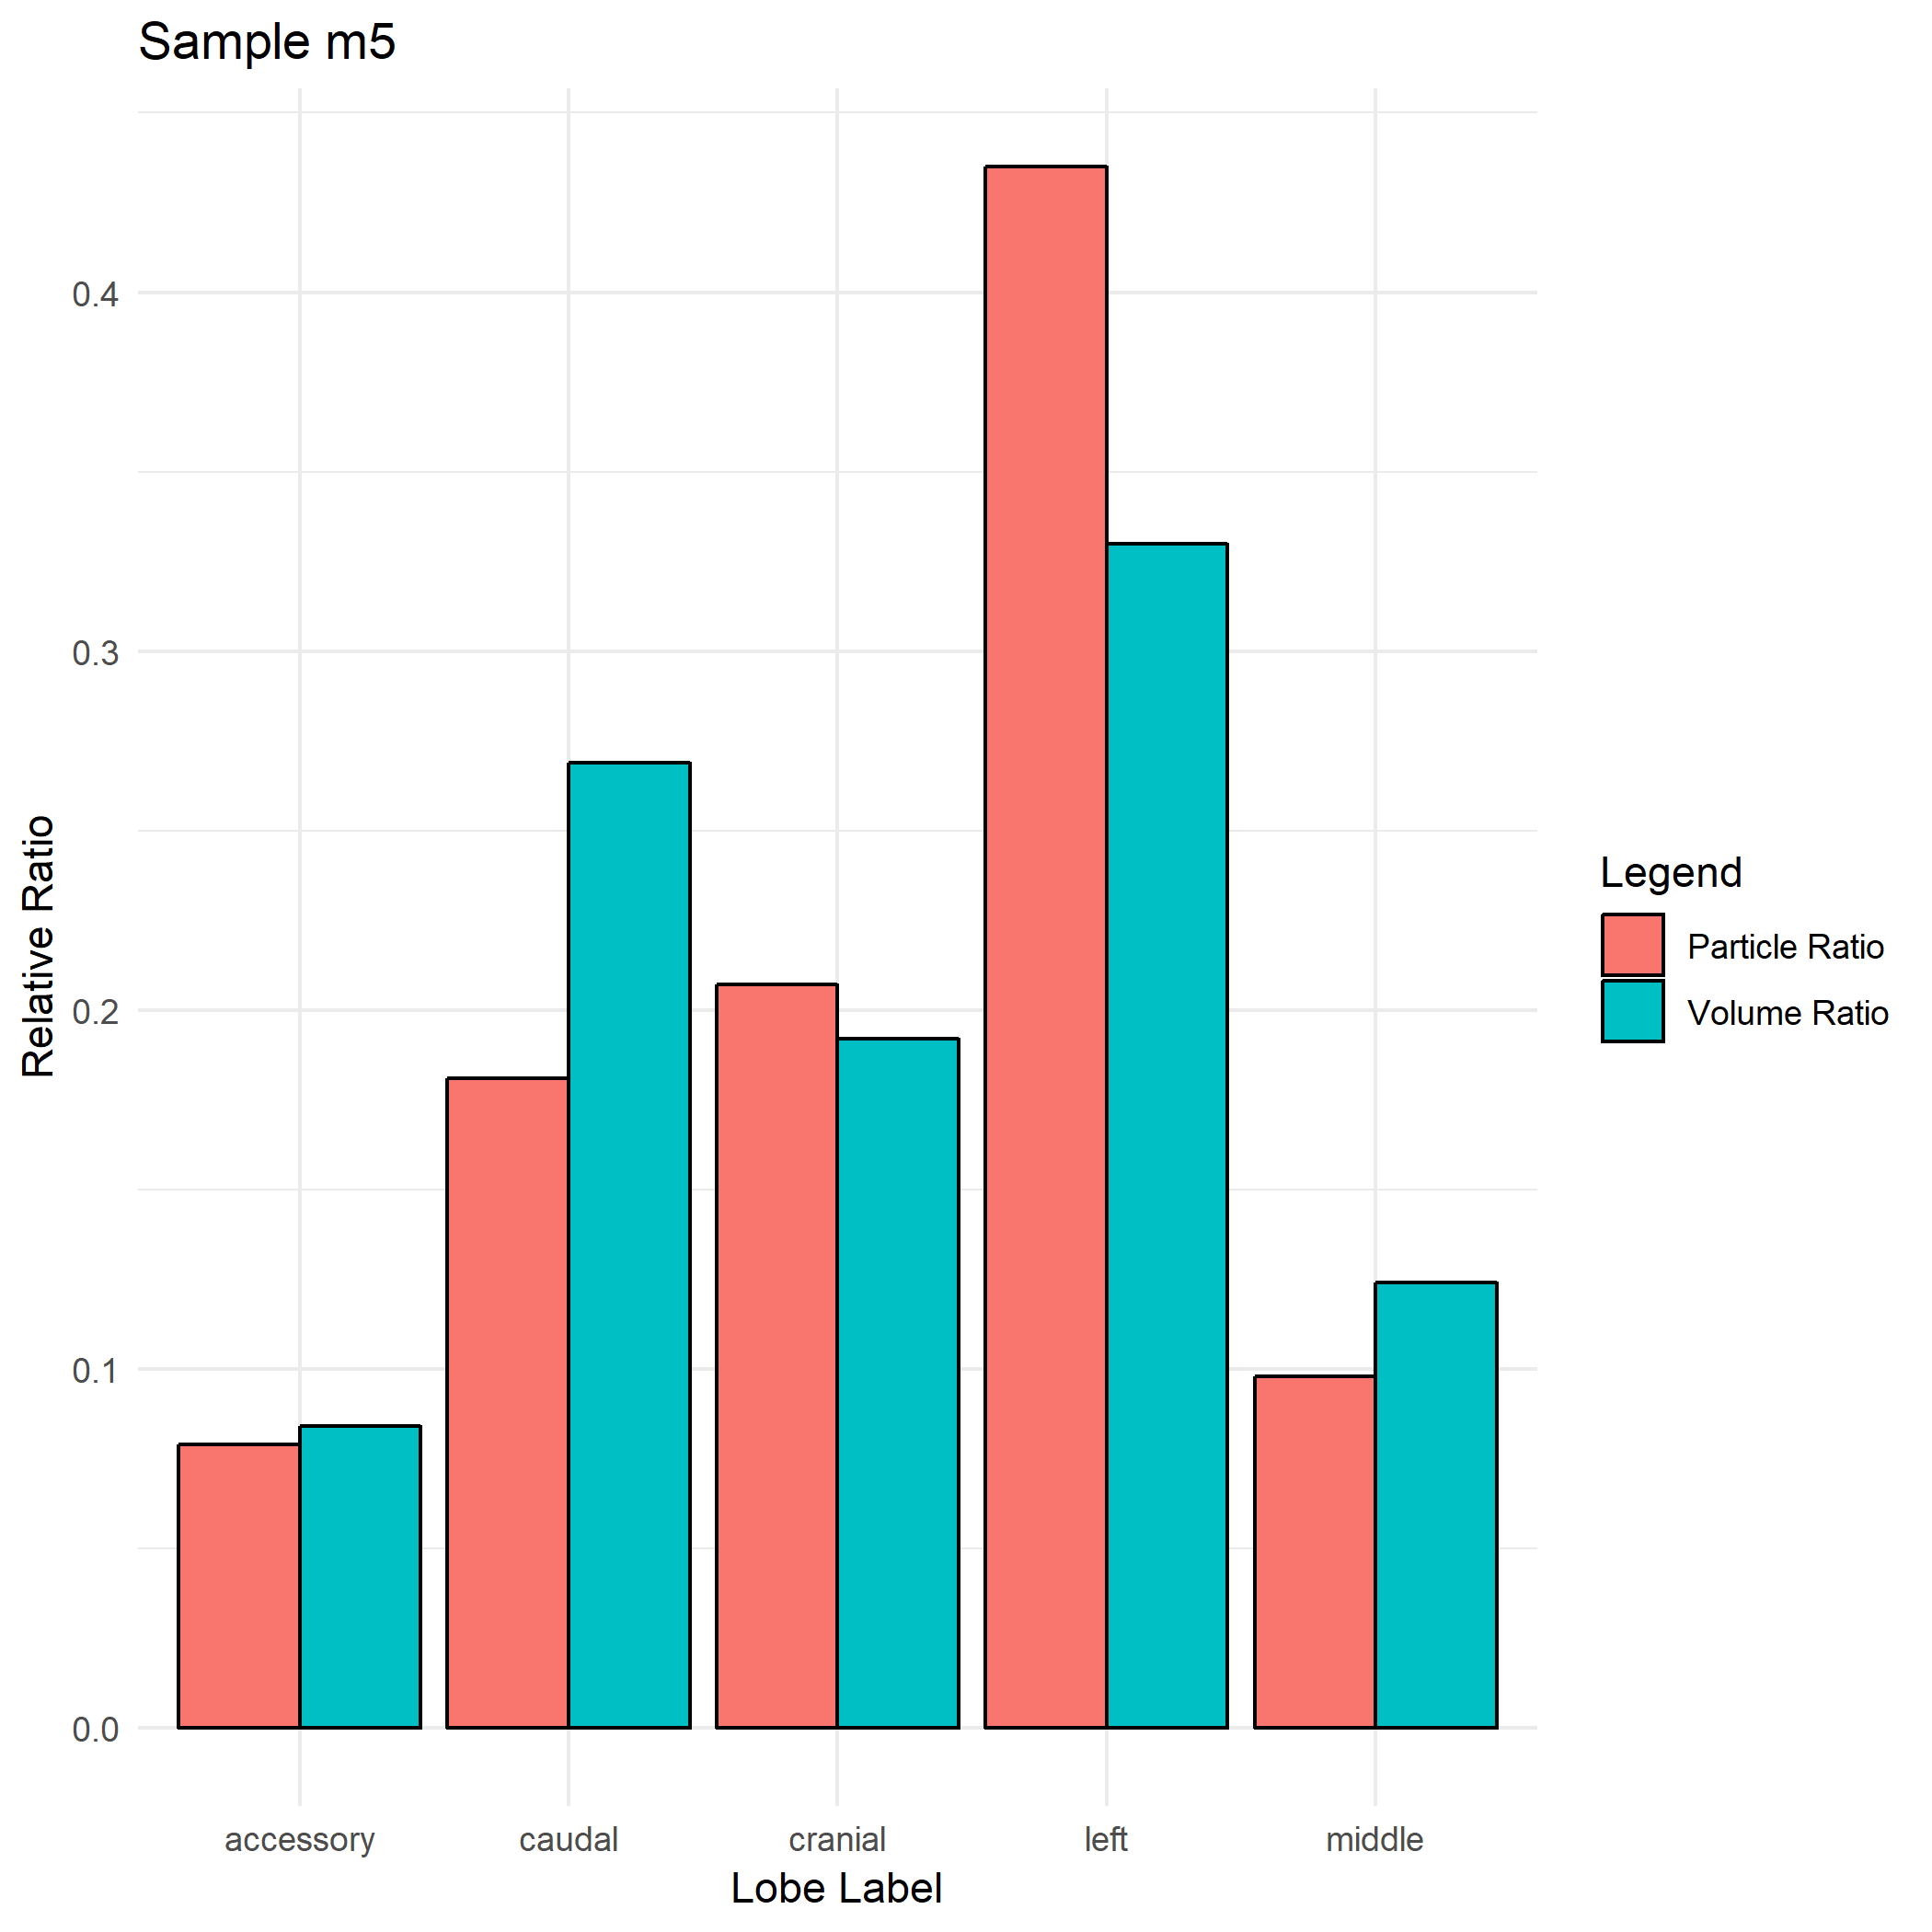 Sample m5
0.4
0.3
0.2
0.1
0.0
Relative Ratio
accessory caudal cranial left middle
Lobe Label
Legend
Particle Ratio
Volume Ratio